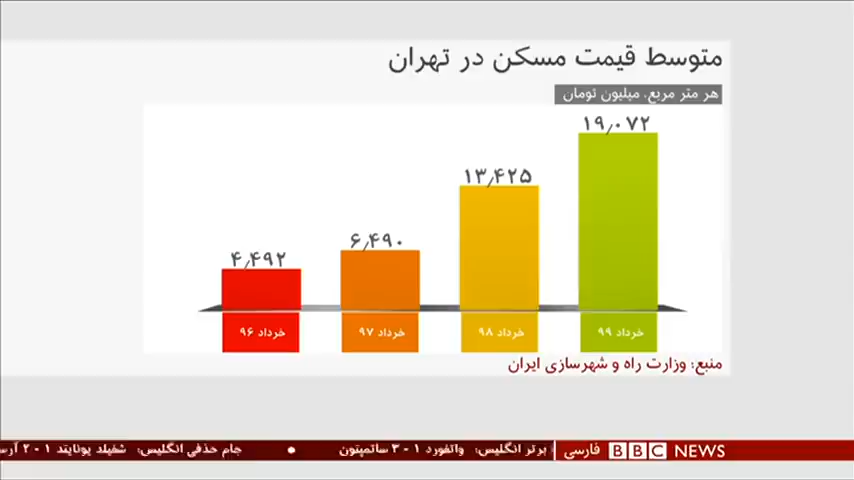 متوسط قیمت مسکن در تهران
هر متر مربع. میلیون تومان
۱۹٫۰۷۲
۱۳٫۴۲۵
۶٫۴۹۰
۴٫۴۹۲
خرداد ۹۹
خرداد ۹۸
خرداد ۹۷
خرداد ۹۶
منبع: وزارت راه و شهرسازی ایران
BBC NEWS فارسی
برتر انگلیس: واتفورد ۱ - ۳ ساتمپتون • جام حذفی انگلیس: شفیلد یونایتد ۱ - ۲